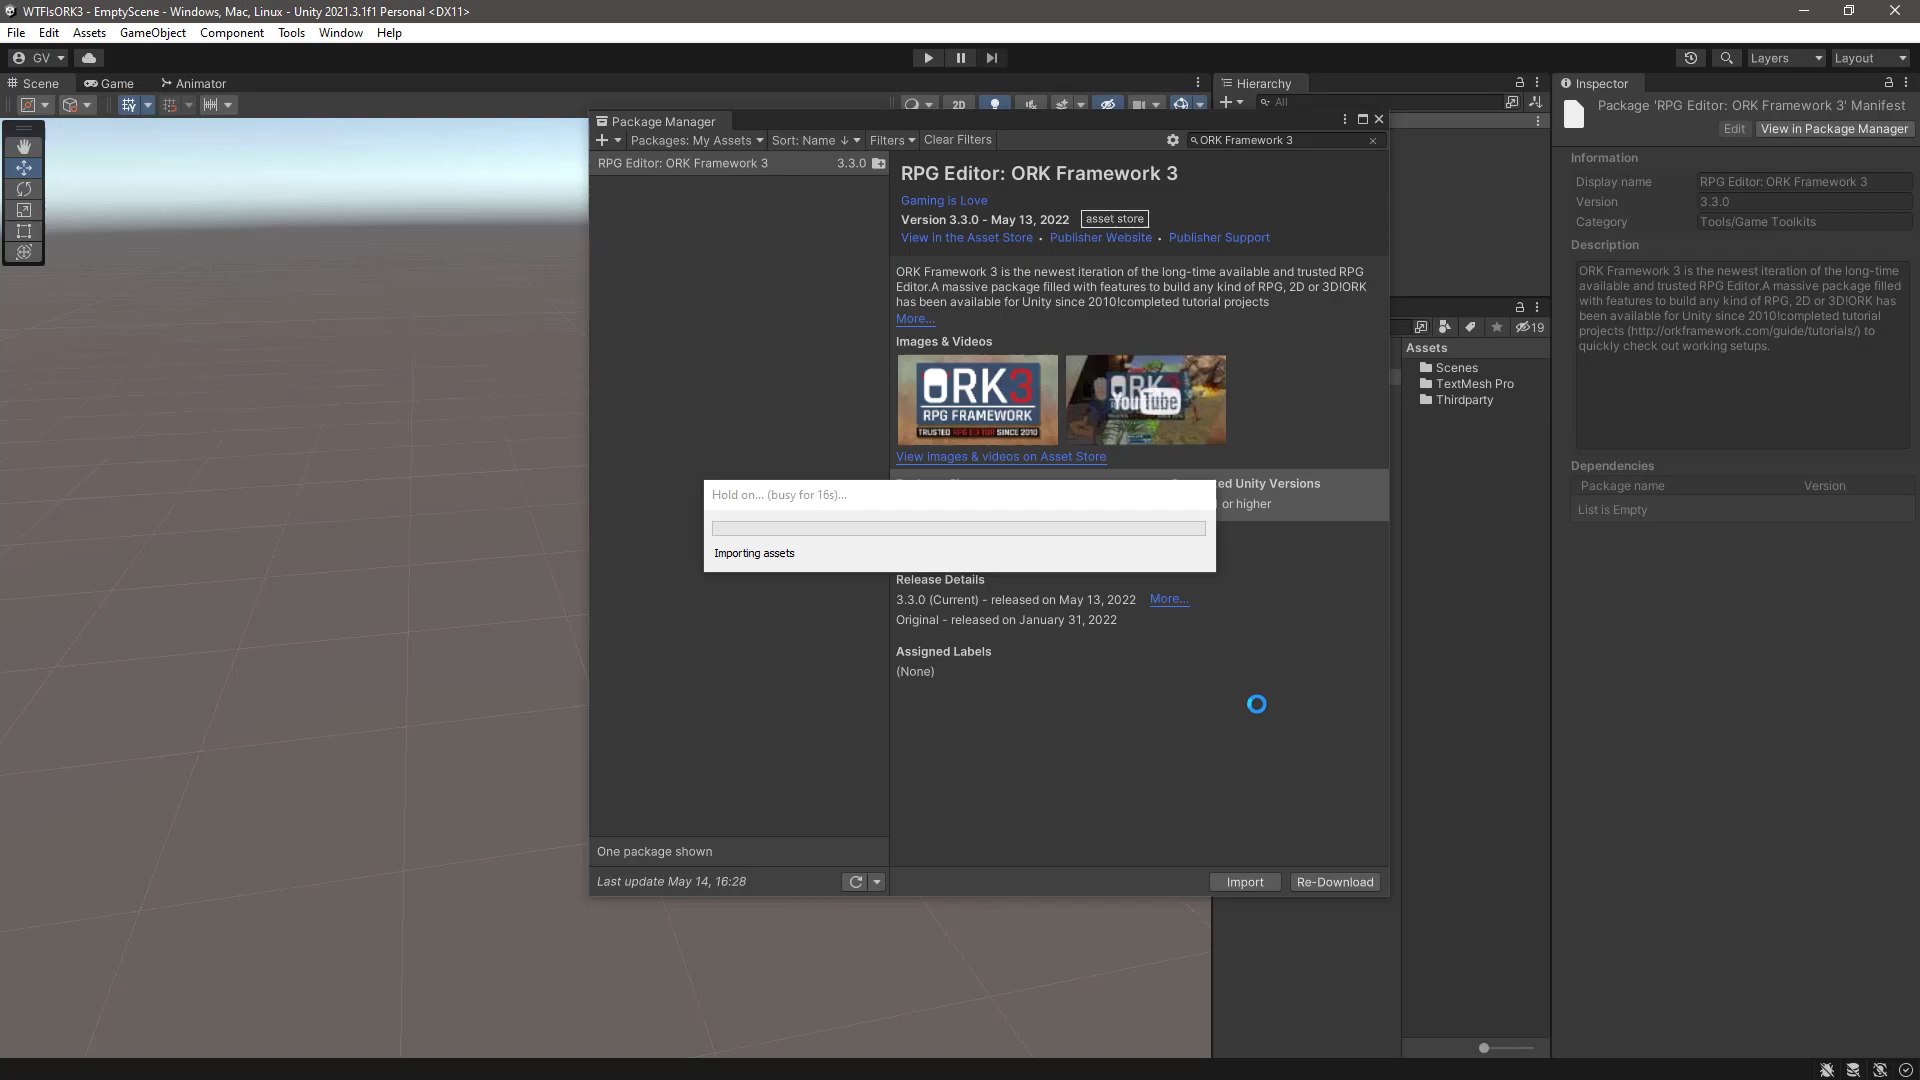 WTFIsORK3 - EmptyScene - Windows, Mac, Linux - Unity 2021.3.1f1 Personal <DX11>
File Edit Assets GameObject Component Tools Window Help
GV
Layers Layout
Scene Game Animator
2D
Hierarchy
All
Inspector
Package 'RPG Editor: ORK Framework 3' Manifest
Edit View in Package Manager
Information
Display name RPG Editor: ORK Framework 3
Version 3.3.0
Category Tools/Game Toolkits
Description
ORK Framework 3 is the newest iteration of the long-time
available and trusted RPG Editor.A massive package filled
with features to build any kind of RPG, 2D or 3D!ORK has
been available for Unity since 2010!completed tutorial
projects (http://orkframework.com/guide/tutorials/) to
quickly check out working setups.
Dependencies
Package name Version
List is Empty
19
Assets
Scenes
TextMesh Pro
Thirdparty
Package Manager
Packages: My Assets Sort: Name ↓ Filters Clear Filters
ORK Framework 3
RPG Editor: ORK Framework 3 3.3.0
RPG Editor: ORK Framework 3
Gaming is Love
Version 3.3.0 - May 13, 2022 asset store
View in the Asset Store • Publisher Website • Publisher Support
ORK Framework 3 is the newest iteration of the long-time available and trusted RPG
Editor.A massive package filled with features to build any kind of RPG, 2D or 3D!ORK
has been available for Unity since 2010!completed tutorial projects
More...
Images & Videos
ORK3
RPG FRAMEWORK
TRUSTED RPG EDITOR SINCE 2010
ORK3
YouTube
View images & videos on Asset Store
ed Unity Versions
or higher
Hold on... (busy for 16s)...
Importing assets
Release Details
3.3.0 (Current) - released on May 13, 2022 More...
Original - released on January 31, 2022
Assigned Labels
(None)
One package shown
Last update May 14, 16:28
Import Re-Download